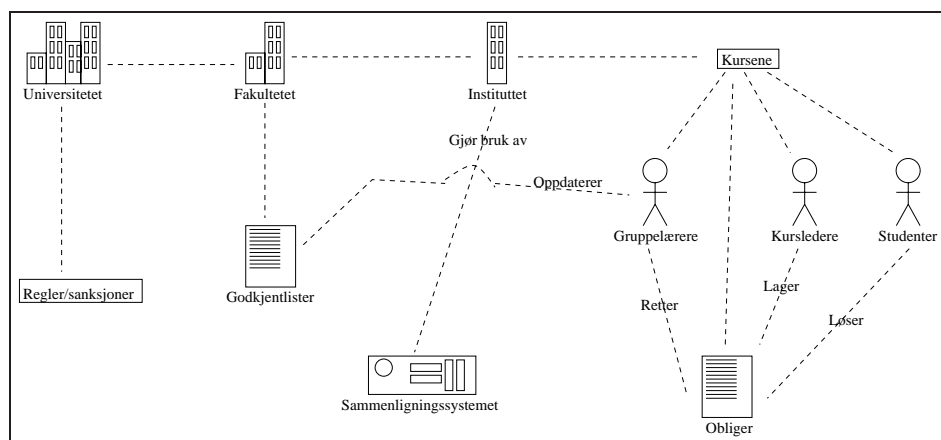 Kursene
Universitetet
Fakultetet
Instituttet
Gjør bruk av
Oppdaterer
Gruppelærere
Kursledere
Studenter
Regler/sanksjoner
Godkjentlister
Lager
Retter
Løser
Sammenligningssystemet
Obliger